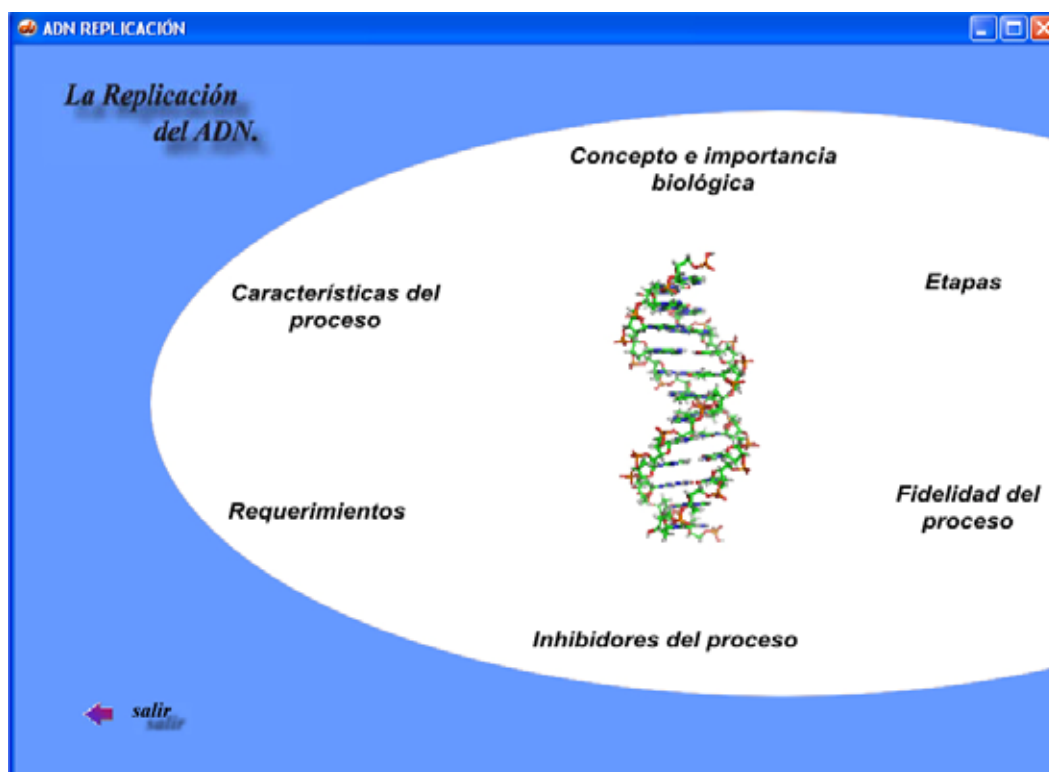 ADN REPLICACIÓN
La Replicación
del ADN.
Concepto e importancia
biológica
Etapas
Característísticas del
proceso
Requerimientos
Fidelidad del
proceso
Inhibidores del proceso
salir